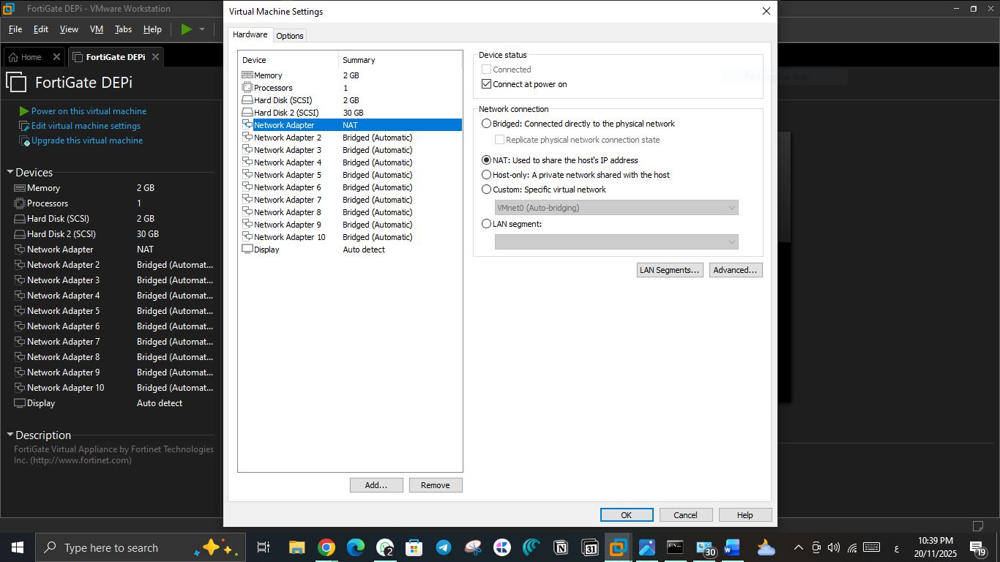 FortiGate DEPi - VMware Workstation
File Edit View VM Tabs Help
Home
FortiGate DEPi
FortiGate DEPi
Power on this virtual machine
Edit virtual machine settings
Upgrade this virtual machine
Devices
Memory 2 GB
Processors 1
Hard Disk (SCSI) 2 GB
Hard Disk 2 (SCSI) 30 GB
Network Adapter NAT
Network Adapter 2 Bridged (Automat...
Network Adapter 3 Bridged (Automat...
Network Adapter 4 Bridged (Automat...
Network Adapter 5 Bridged (Automat...
Network Adapter 6 Bridged (Automat...
Network Adapter 7 Bridged (Automat...
Network Adapter 8 Bridged (Automat...
Network Adapter 9 Bridged (Automat...
Network Adapter 10 Bridged (Automat...
Display Auto detect
Description
FortiGate Virtual Appliance by Fortinet Technologies
Inc. (http://www.fortinet.com)
Virtual Machine Settings
Hardware Options
Device Summary
Memory 2 GB
Processors 1
Hard Disk (SCSI) 2 GB
Hard Disk 2 (SCSI) 30 GB
Network Adapter NAT
Network Adapter 2 Bridged (Automatic)
Network Adapter 3 Bridged (Automatic)
Network Adapter 4 Bridged (Automatic)
Network Adapter 5 Bridged (Automatic)
Network Adapter 6 Bridged (Automatic)
Network Adapter 7 Bridged (Automatic)
Network Adapter 8 Bridged (Automatic)
Network Adapter 9 Bridged (Automatic)
Network Adapter 10 Bridged (Automatic)
Display Auto detect
Add... Remove
Device status
Connected
Connect at power on
Network connection
Bridged: Connected directly to the physical network
Replicate physical network connection state
NAT: Used to share the host's IP address
Host-only: A private network shared with the host
Custom: Specific virtual network
VMnet0 (Auto-bridging)
LAN segment:
LAN Segments... Advanced...
OK Cancel Help
Type here to search
2
31
30
ع
10:39 PM
20/11/2025
19